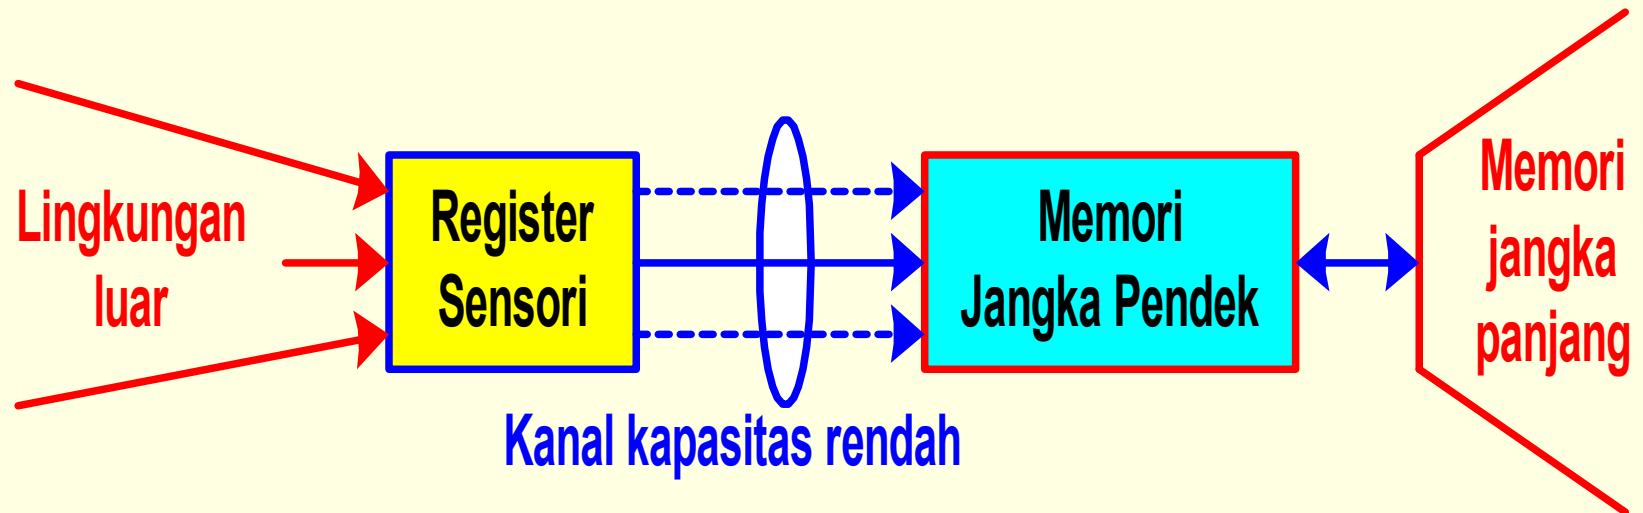 Lingkungan
luar
Register
Sensori
Kanal kapasitas rendah
Memori
Jangka Pendek
Memori
jangka
panjang